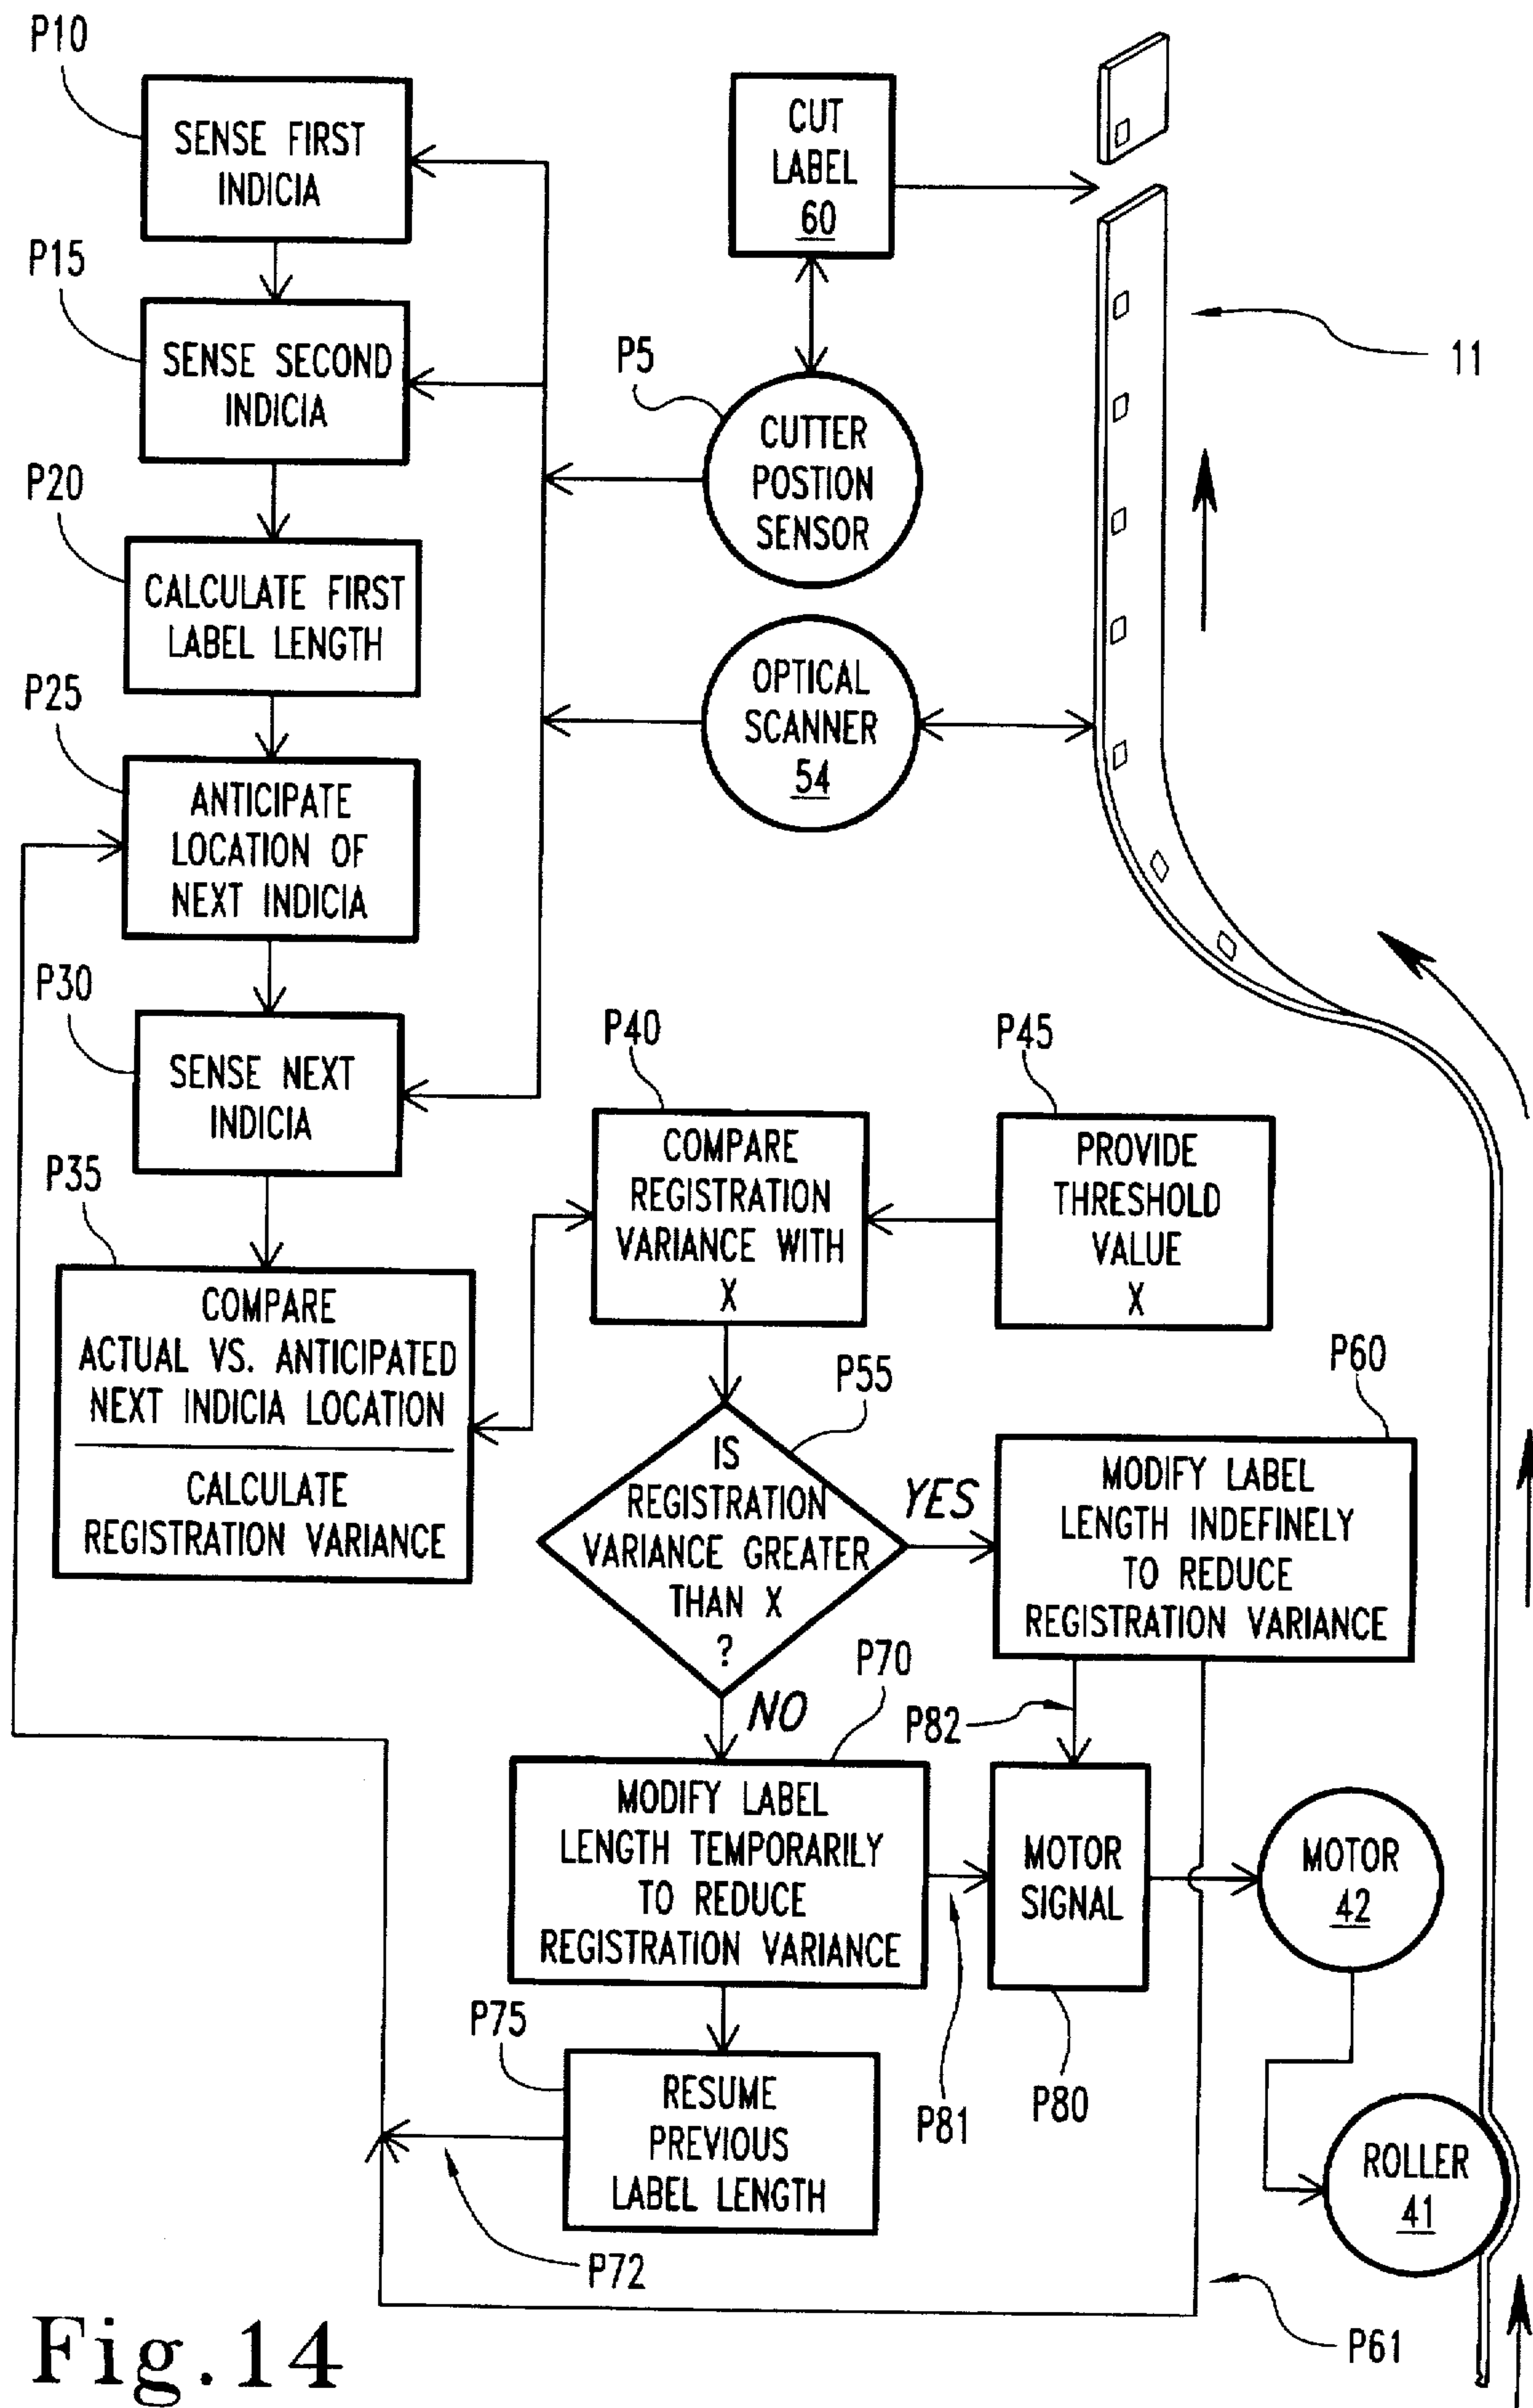 P10
SENSE FIRST
INDICIA
P15
SENSE SECOND
INDICIA
P20
CALCULATE FIRST
LABEL LENGTH
P25
ANTICIPATE
LOCATION OF
NEXT INDICIA
P30
SENSE NEXT
INDICIA
P35
COMPARE
ACTUAL VS. ANTICIPATED
NEXT INDICIA LOCATION
CALCULATE
REGISTRATION VARIANCE
CUT
LABEL
60
P5
CUTTER
POSTION
SENSOR
OPTICAL
SCANNER
54
11
P40
COMPARE
REGISTRATION
VARIANCE WITH
X
P45
PROVIDE
THRESHOLD
VALUE
X
P55
IS
REGISTRATION
VARIANCE GREATER
THAN X
?
YES
NO
P60
MODIFY LABEL
LENGTH INDEFINELY
TO REDUCE
REGISTRATION VARIANCE
P70
MODIFY LABEL
LENGTH TEMPORARILY
TO REDUCE
REGISTRATION VARIANCE
P82
MOTOR
SIGNAL
MOTOR
42
P75
RESUME
PREVIOUS
LABEL LENGTH
P81
P80
ROLLER
41
P72
P61
Fig.14